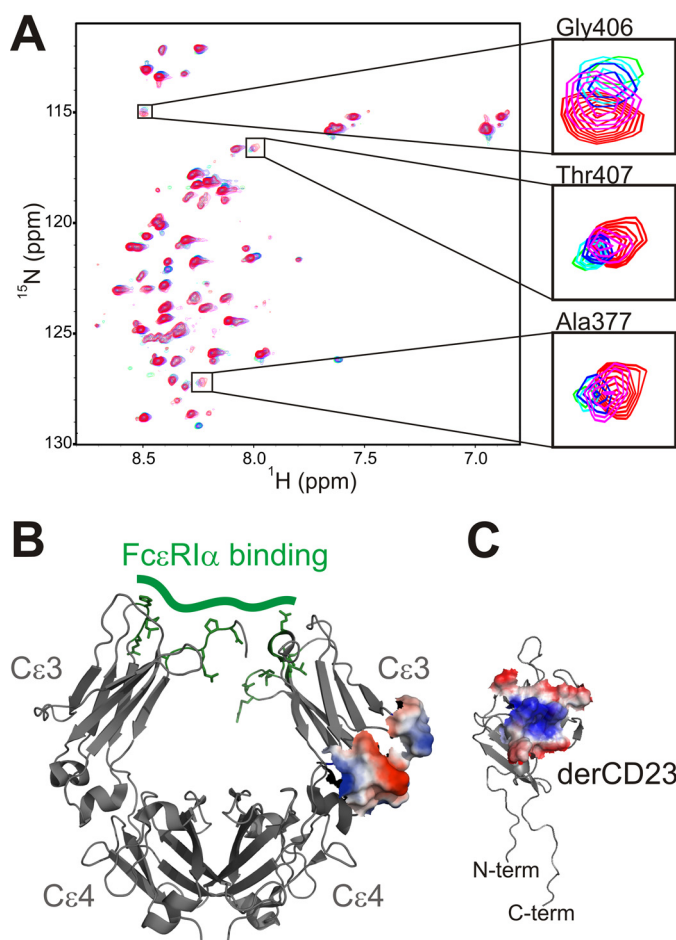 A
Gly406
Thr407
Ala377
115
120
125
130
¹⁵N (ppm)
8.5
8.0
7.5
7.0
¹H (ppm)
B
FcεRIα binding
Cε3
Cε3
Cε4
Cε4
C
derCD23
N-term
C-term